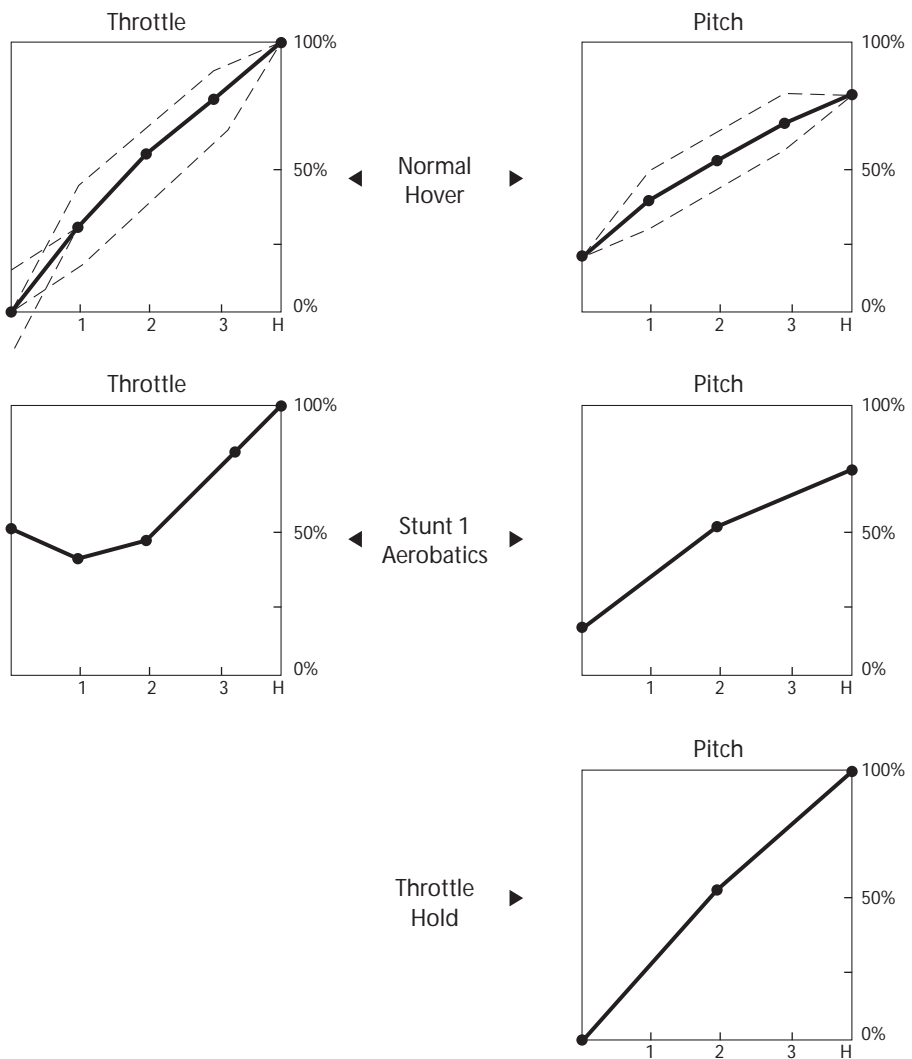 Throttle
100%
50%
0%
1 2 3 H
Normal
Hover
Pitch
100%
50%
0%
1 2 3 H
Throttle
100%
50%
0%
1 2 3 H
Stunt 1
Aerobatics
Pitch
100%
50%
0%
1 2 3 H
Throttle
Hold
Pitch
100%
50%
0%
1 2 3 H